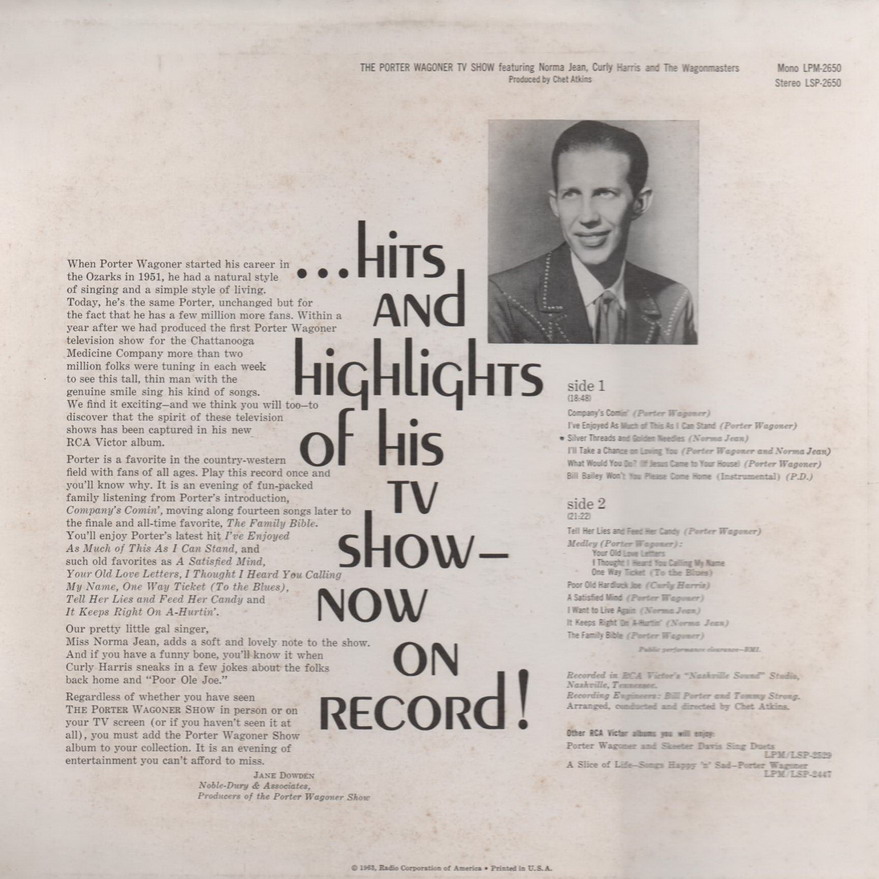 THE PORTER WAGONER TV SHOW featuring Norma Jean, Curly Harris and The Wagonmasters
Produced by Chet Atkins
Mono LPM-2650
Stereo LSP-2650
...hits
and
highlights
of his
TV
show–
now
on
record!
When Porter Wagoner started his career in
the Ozarks in 1951, he had a natural style
of singing and a simple style of living.
Today, he's the same Porter, unchanged but for
the fact that he has a few million more fans. Within a
year after we had produced the first Porter Wagoner
television show for the Chattanooga
Medicine Company more than two
million folks were tuning in each week
to see this tall, thin man with the
genuine smile sing his kind of songs.
We find it exciting—and we think you will too—to
discover that the spirit of these television
shows has been captured in his new
RCA Victor album.
Porter is a favorite in the country-western
field with fans of all ages. Play this record once and
you'll know why. It is an evening of fun-packed
family listening from Porter's introduction,
Company's Comin', moving along fourteen songs later to
the finale and all-time favorite, The Family Bible.
You'll enjoy Porter's latest hit I've Enjoyed
As Much of This As I Can Stand, and
such old favorites as A Satisfied Mind,
Your Old Love Letters, I Thought I Heard You Calling
My Name, One Way Ticket (To the Blues),
Tell Her Lies and Feed Her Candy and
It Keeps Right On A-Hurtin'.
Our pretty little gal singer,
Miss Norma Jean, adds a soft and lovely note to the show.
And if you have a funny bone, you'll know it when
Curly Harris sneaks in a few jokes about the folks
back home and "Poor Ole Joe."
Regardless of whether you have seen
THE PORTER WAGONER SHOW in person or on
your TV screen (or if you haven't seen it at
all), you must add the Porter Wagoner Show
album to your collection. It is an evening of
entertainment you can't afford to miss.
JANE DOWDEN
Noble-Dury & Associates,
Producers of the Porter Wagoner Show
side 1
(18:48)
Company's Comin' (Porter Wagoner)
I've Enjoyed As Much of This As I Can Stand (Porter Wagoner)
★ Silver Threads and Golden Needles (Norma Jean)
I'll Take a Chance on Loving You (Porter Wagoner and Norma Jean)
What Would You Do? (If Jesus Came to Your House) (Porter Wagoner)
Bill Bailey Won't You Please Come Home (Instrumental) (P.D.)
side 2
(21:22)
Tell Her Lies and Feed Her Candy (Porter Wagoner)
Medley (Porter Wagoner):
Your Old Love Letters
I Thought I Heard You Calling My Name
One Way Ticket (To the Blues)
Poor Old Hardluck Joe (Curly Harris)
A Satisfied Mind (Porter Wagoner)
I Want to Live Again (Norma Jean)
It Keeps Right On A-Hurtin' (Norma Jean)
The Family Bible (Porter Wagoner)
Public performance clearance—BMI.
Recorded in RCA Victor's "Nashville Sound" Studio,
Nashville, Tennessee.
Recording Engineers: Bill Porter and Tommy Strong.
Arranged, conducted and directed by Chet Atkins.
Other RCA Victor albums you will enjoy:
Porter Wagoner and Skeeter Davis Sing Duets
LPM/LSP-2529
A Slice of Life—Songs Happy 'n' Sad—Porter Wagoner
LPM/LSP-2447
© 1963, Radio Corporation of America • Printed in U.S.A.